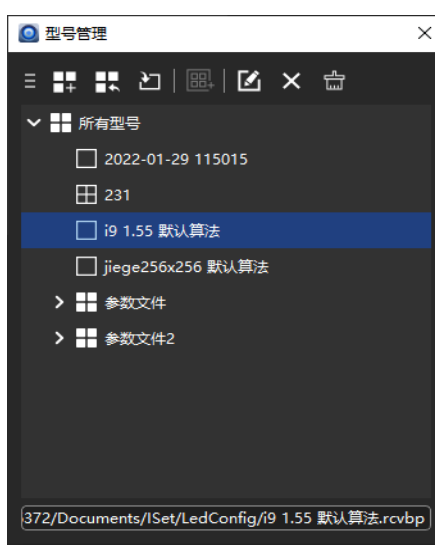 型号管理
所有型号
2022-01-29 115015
231
i9 1.55 默认算法
jiege256x256 默认算法
参数文件
参数文件2
372/Documents/ISet/LedConfig/i9 1.55 默认算法.rcvbp